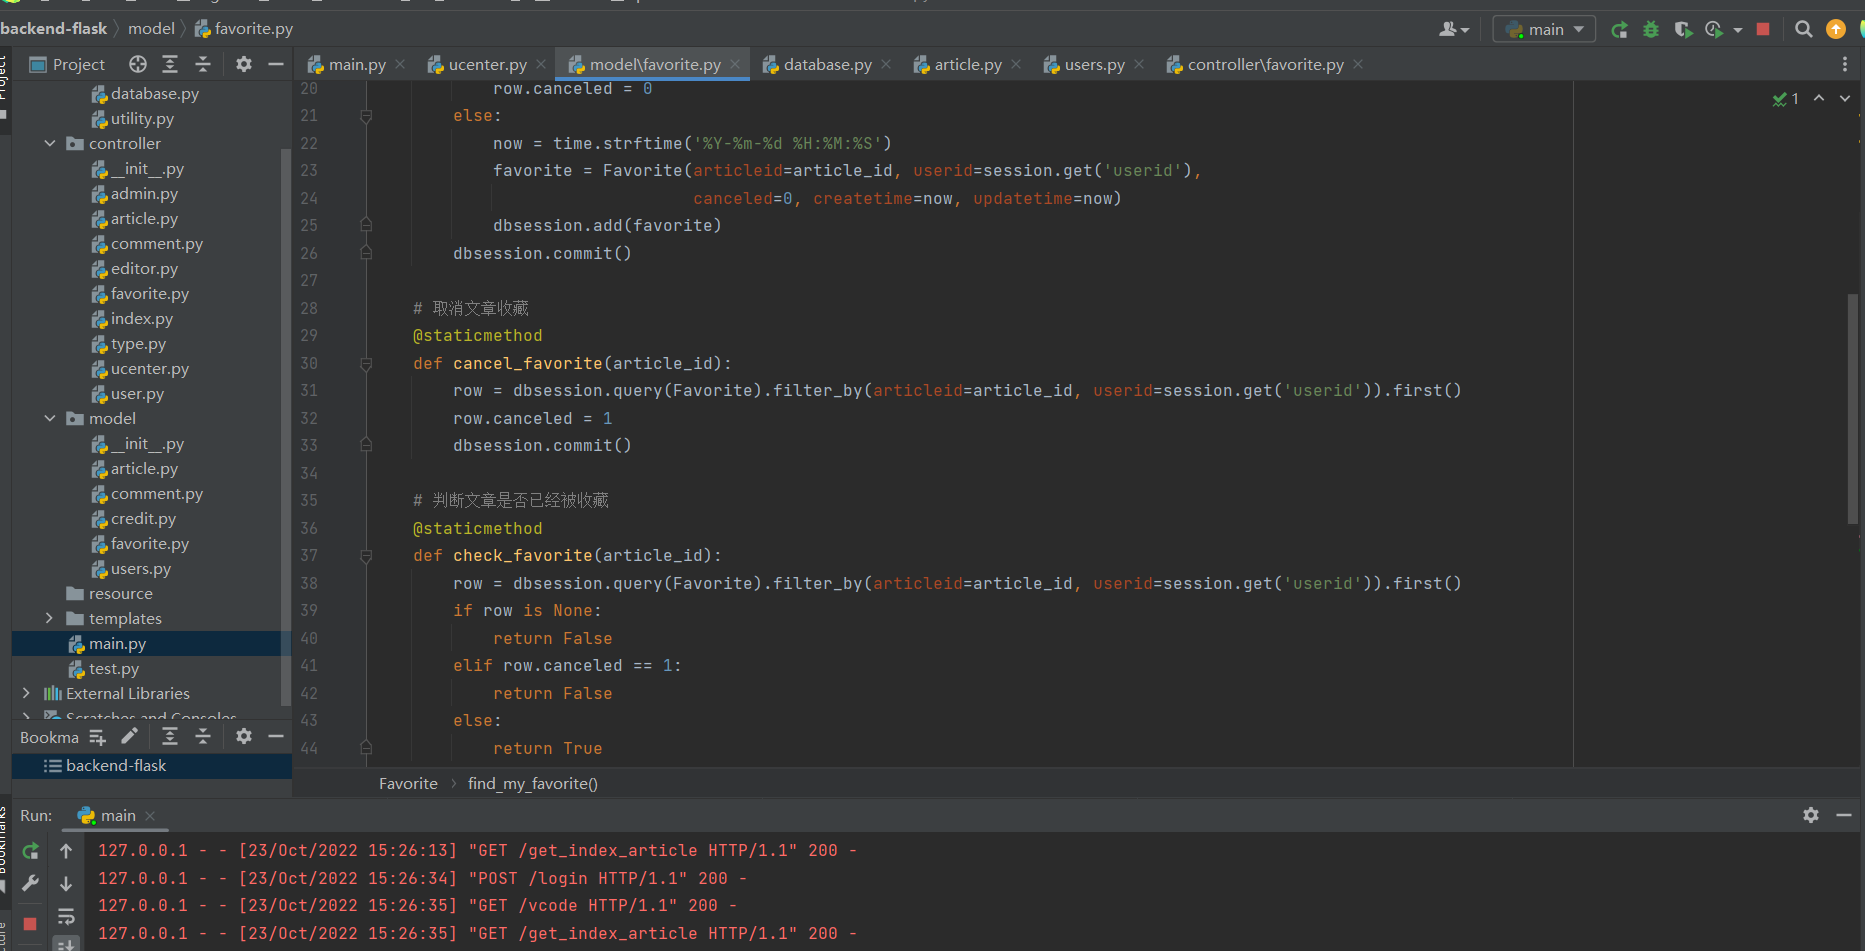 backend-flask model favorite.py
main
Project
main.py ucenter.py model\favorite.py database.py article.py users.py controller\favorite.py
database.py
utility.py
controller
__init__.py
admin.py
article.py
comment.py
editor.py
favorite.py
index.py
type.py
ucenter.py
user.py
model
__init__.py
article.py
comment.py
credit.py
favorite.py
users.py
resource
templates
main.py
test.py
External Libraries
Scratches and Consoles
Bookma
backend-flask
1
20 row.canceled = 0
21 else:
22 now = time.strftime('%Y-%m-%d %H:%M:%S')
23 favorite = Favorite(articleid=article_id, userid=session.get('userid'),
24 canceled=0, createtime=now, updatetime=now)
25 dbsession.add(favorite)
26 dbsession.commit()
27
28 # 取消文章收藏
29 @staticmethod
30 def cancel_favorite(article_id):
31 row = dbsession.query(Favorite).filter_by(articleid=article_id, userid=session.get('userid')).first()
32 row.canceled = 1
33 dbsession.commit()
34
35 # 判断文章是否已经被收藏
36 @staticmethod
37 def check_favorite(article_id):
38 row = dbsession.query(Favorite).filter_by(articleid=article_id, userid=session.get('userid')).first()
39 if row is None:
40 return False
41 elif row.canceled == 1:
42 return False
43 else:
44 return True
Favorite find_my_favorite()
Run: main
127.0.0.1 - - [23/Oct/2022 15:26:13] "GET /get_index_article HTTP/1.1" 200 -
127.0.0.1 - - [23/Oct/2022 15:26:34] "POST /login HTTP/1.1" 200 -
127.0.0.1 - - [23/Oct/2022 15:26:35] "GET /vcode HTTP/1.1" 200 -
127.0.0.1 - - [23/Oct/2022 15:26:35] "GET /get_index_article HTTP/1.1" 200 -
Project
Bookmarks